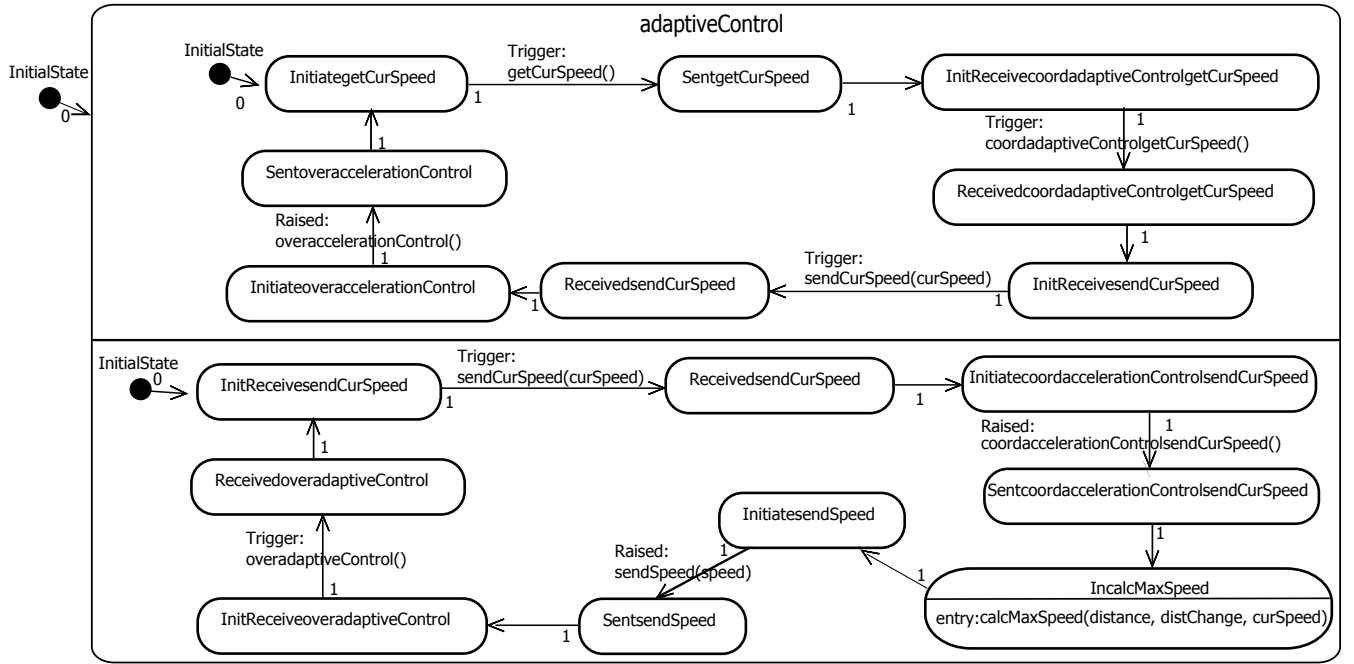 adaptiveControl
InitialState
0
InitialState
0
InitiategetCurSpeed
Trigger:
getCurSpeed()
1
SentgetCurSpeed
1
InitReceivecoordadaptiveControlgetCurSpeed
1
Trigger:
coordadaptiveControlgetCurSpeed()
ReceivedcoordadaptiveControlgetCurSpeed
1
InitReceivesendCurSpeed
Trigger:
sendCurSpeed(curSpeed)
1
ReceivedsendCurSpeed
1
InitiateoveraccelerationControl
Raised:
overaccelerationControl()
1
SentoveraccelerationControl
1
InitialState
0
InitReceivesendCurSpeed
Trigger:
sendCurSpeed(curSpeed)
1
ReceivedsendCurSpeed
1
InitiatecoordaccelerationControlsendCurSpeed
Raised:
1
coordaccelerationControlsendCurSpeed()
SentcoordaccelerationControlsendCurSpeed
1
IncalcMaxSpeed
entry:calcMaxSpeed(distance, distChange, curSpeed)
1
InitiatesendSpeed
Raised:
1
sendSpeed(speed)
SentsendSpeed
1
InitReceiveoveradaptiveControl
Trigger:
overadaptiveControl()
1
ReceivedoveradaptiveControl
1